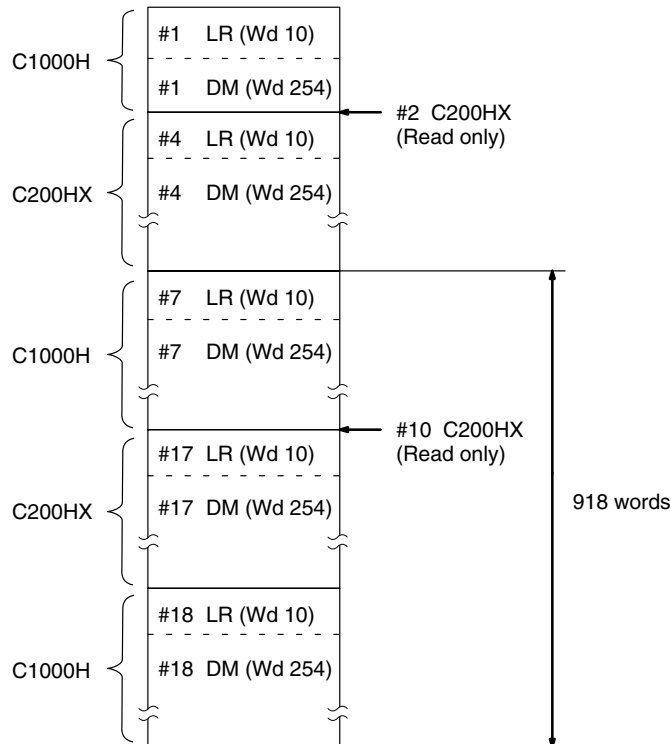 #1 LR (Wd 10)
C1000H
#1 DM (Wd 254)
#2 C200HX
(Read only)
#4 LR (Wd 10)
C200HX
#4 DM (Wd 254)
#7 LR (Wd 10)
C1000H
#7 DM (Wd 254)
#10 C200HX
(Read only)
#17 LR (Wd 10)
C200HX
#17 DM (Wd 254)
918 words
#18 LR (Wd 10)
C1000H
#18 DM (Wd 254)